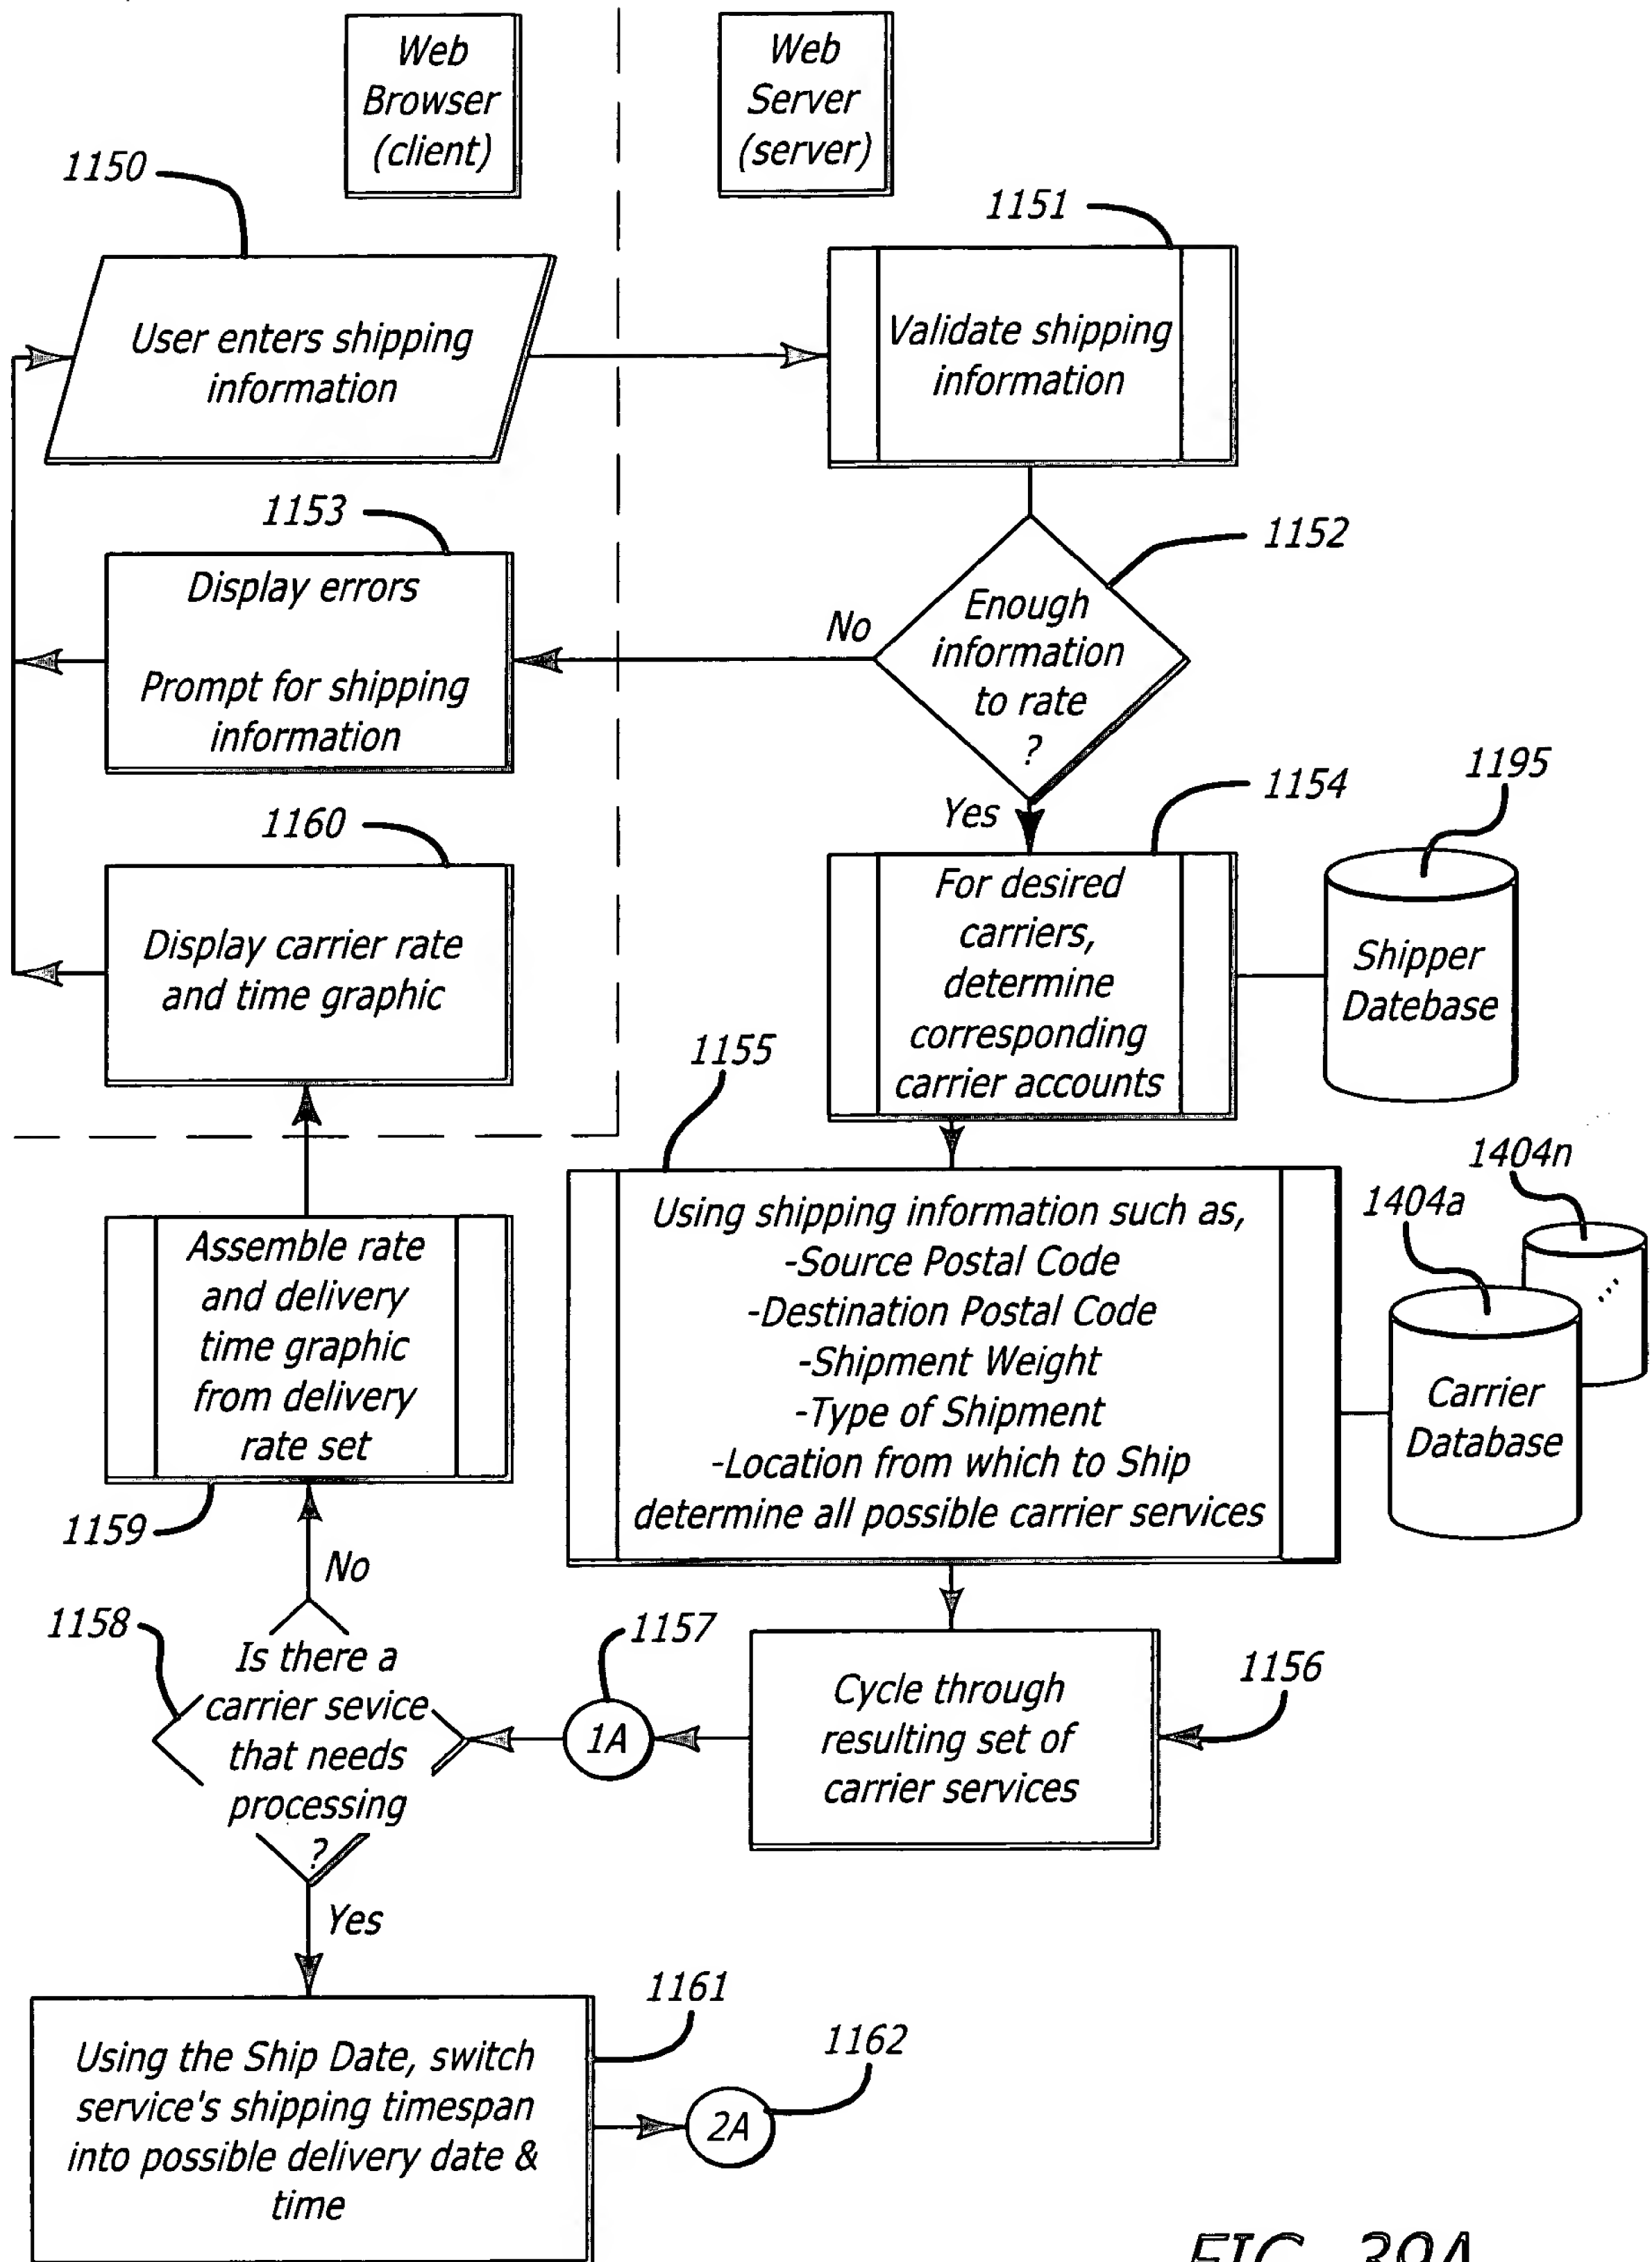 Web
Browser
(client)
Web
Server
(server)
1150
1151
User enters shipping
information
Validate shipping
information
1153
1152
Display errors
Prompt for shipping
information
No
Enough
information
to rate
?
Yes
1160
1154
1195
Display carrier rate
and time graphic
For desired
carriers,
determine
corresponding
carrier accounts
Shipper
Datebase
1155
1404n
1404a
Assemble rate
and delivery
time graphic
from delivery
rate set
Using shipping information such as,
-Source Postal Code
-Destination Postal Code
-Shipment Weight
-Type of Shipment
-Location from which to Ship
determine all possible carrier services
Carrier
Database
...
1159
No
1158
Is there a
carrier sevice
that needs
processing
?
1157
1A
Cycle through
resulting set of
carrier services
1156
Yes
1161
Using the Ship Date, switch
service's shipping timespan
into possible delivery date &
time
1162
2A
FIG. 39A